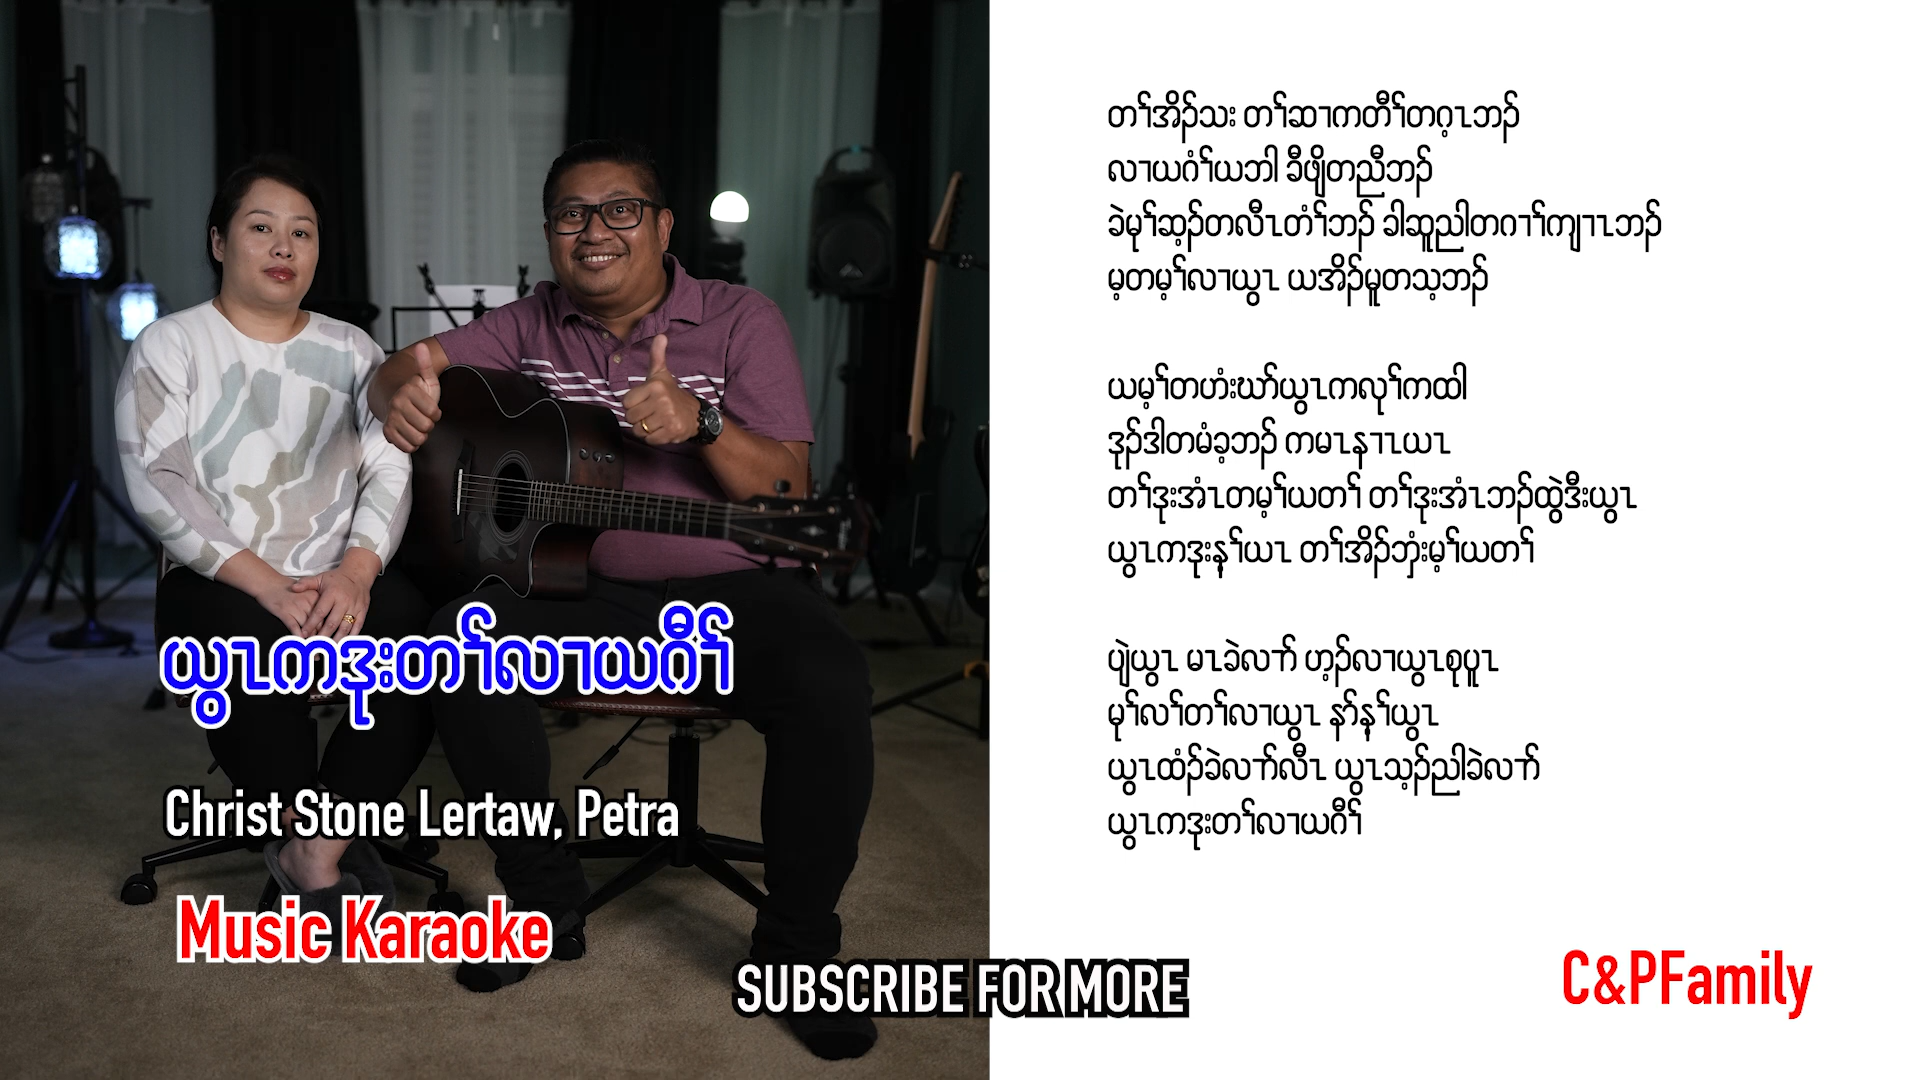 ယွၤကဒုးတၢ်လၢယဂီၢ်
Christ Stone Lertaw, Petra
Music Karaoke
တၢ်အိၣ်သး တၢ်ဆၢကတီၢ်တဂ့ၤဘၣ်
လၢယဂံၢ်ယဘါ ခီဖျိတညီဘၣ်
ခဲမုၢ်ဆ့ၣ်တလီၤတံၢ်ဘၣ် ခါဆူညါတဂၢၢ်ကျၢၤဘၣ်
မ့တမ့ၢ်လၢယွၤ ယအိၣ်မူတသ့ဘၣ်
ယမ့ၢ်တဟံးဃာ်ယွၤကလုၢ်ကထါ
ဒုၣ်ဒါတမံခ့ဘၣ် ကမၤနၢၤယၤ
တၢ်ဒုးအံၤတမ့ၢ်ယတၢ် တၢ်ဒုးအံၤဘၣ်ထွဲဒီးယွၤ
ယွၤကဒုးန့ၢ်ယၤ တၢ်အိၣ်ဘှံးမ့ၢ်ယတၢ်
ပျဲယွၤ မၤခဲလၢာ် ဟ့ၣ်လၢယွၤစုပူၤ
မုၢ်လၢ်တၢ်လၢယွၤ နာ်န့ၢ်ယွၤ
ယွၤထံၣ်ခဲလၢာ်လီၤ ယွၤသ့ၣ်ညါခဲလၢာ်
ယွၤကဒုးတၢ်လၢယဂီၢ်
SUBSCRIBE FOR MORE
C&PFamily